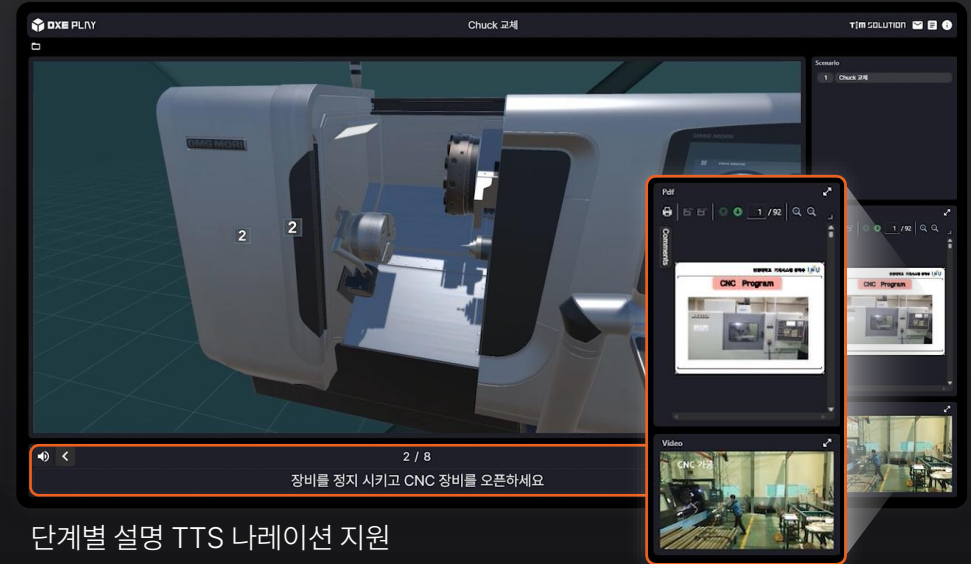 OXE PLAY
Chuck 교체
TIM SOLUTION
Scenario
1 Chuck 교체
DMG MORI
DMG MORI
2
2
Pdf
1 / 92
Comments
CNC Program
1 / 92
CNC Program
Video
CNC 가공
2 / 8
장비를 정지 시키고 CNC 장비를 오픈하세요
단계별 설명 TTS 나레이션 지원